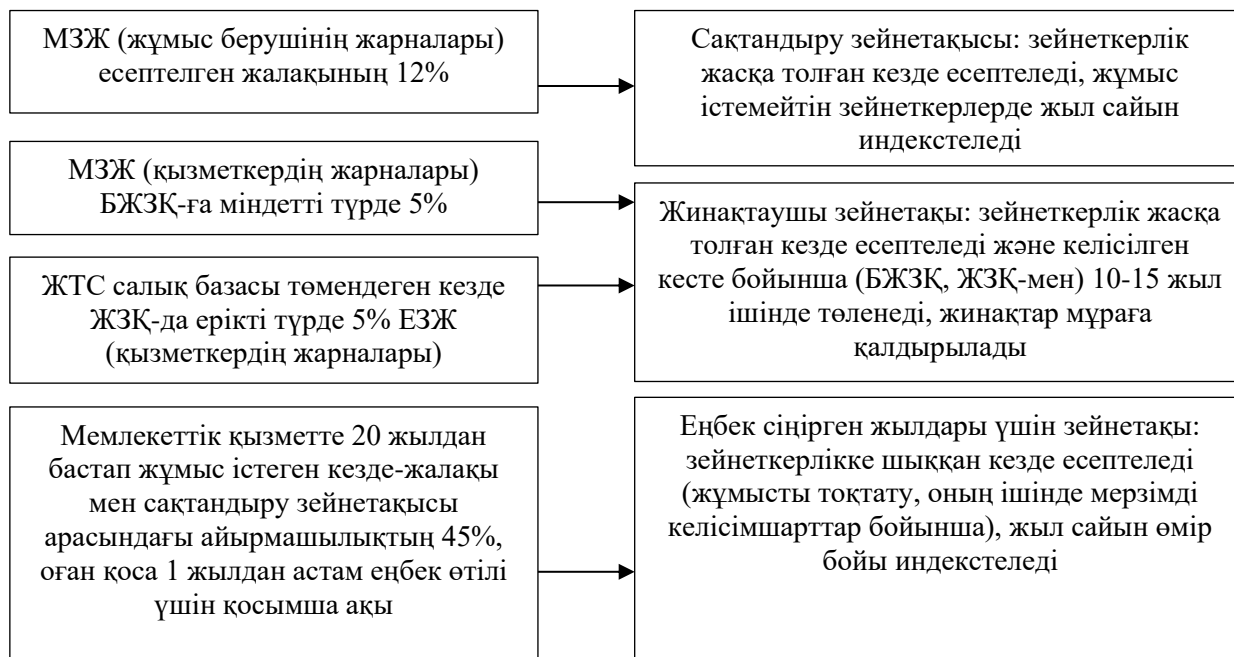 МЗЖ (жұмыс берушінің жарналары)
есептелген жалақының 12%
Сақтандыру зейнетақысы: зейнеткерлік
жасқа толған кезде есептеледі, жұмыс
істемейтін зейнеткерлерде жыл сайын
индекстеледі
МЗЖ (қызметкердің жарналары)
БЖЗҚ-ға міндетті түрде 5%
Жинақтаушы зейнетақы: зейнеткерлік жасқа
толған кезде есептеледі және келісілген
кесте бойынша (БЖЗҚ, ЖЗҚ-мен) 10-15 жыл
ішінде төленеді, жинақтар мұраға
қалдырылады
ЖТС салық базасы төмендеген кезде
ЖЗҚ-да ерікті түрде 5% ЕЗЖ
(қызметкердің жарналары)
Мемлекеттік қызметте 20 жылдан
бастап жұмыс істеген кезде-жалақы
мен сақтандыру зейнетақысы
арасындағы айырмашылықтың 45%,
оған қоса 1 жылдан астам еңбек өтілі
үшін қосымша ақы
Еңбек сіңірген жылдары үшін зейнетақы:
зейнеткерлікке шыққан кезде есептеледі
(жұмысты тоқтату, оның ішінде мерзімді
келісімшарттар бойынша), жыл сайын өмір
бойы индекстеледі